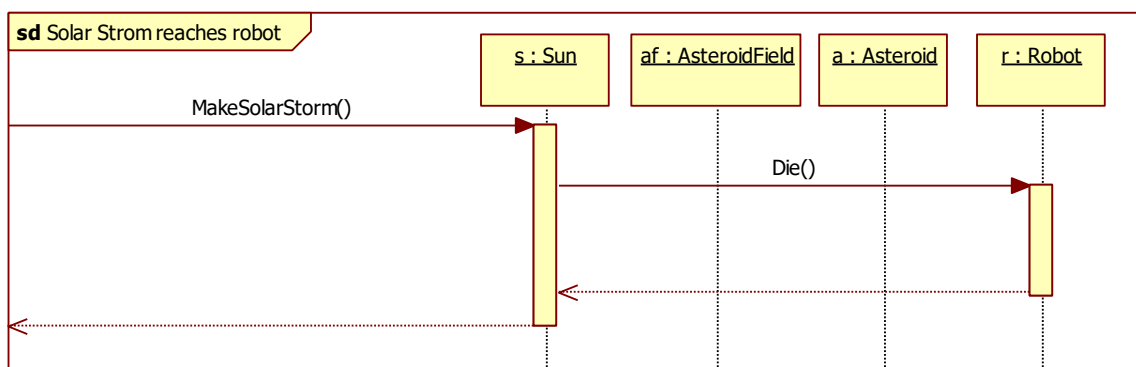 sd Solar Strom reaches robot
s : Sun
af : AsteroidField
a : Asteroid
r : Robot
MakeSolarStorm()
Die()